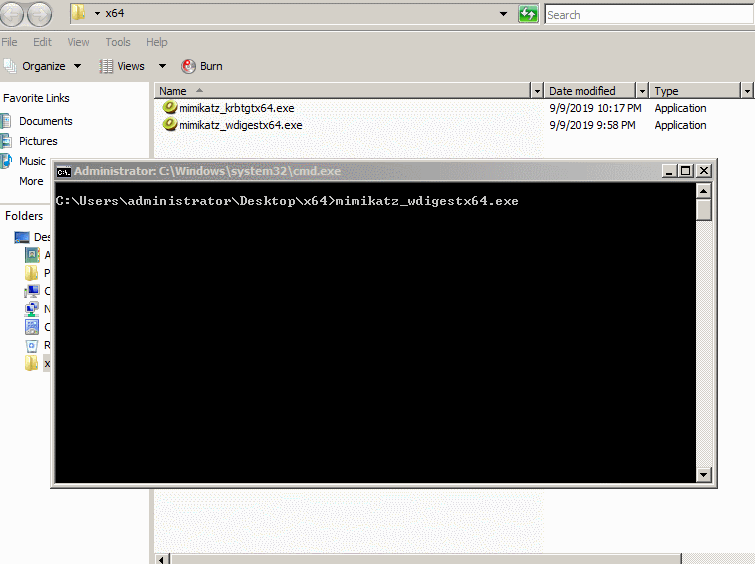 x64
Search
File Edit View Tools Help
Organize Views Burn
Favorite Links
Documents
Pictures
Music
More
Folders
Des
A
P
C
N
C
R
x
Name Date modified Type
mimikatz_krbtgtx64.exe 9/9/2019 10:17 PM Application
mimikatz_wdigestx64.exe 9/9/2019 9:58 PM Application
Administrator: C:\Windows\system32\cmd.exe
C:\Users\administrator\Desktop\x64>mimikatz_wdigestx64.exe